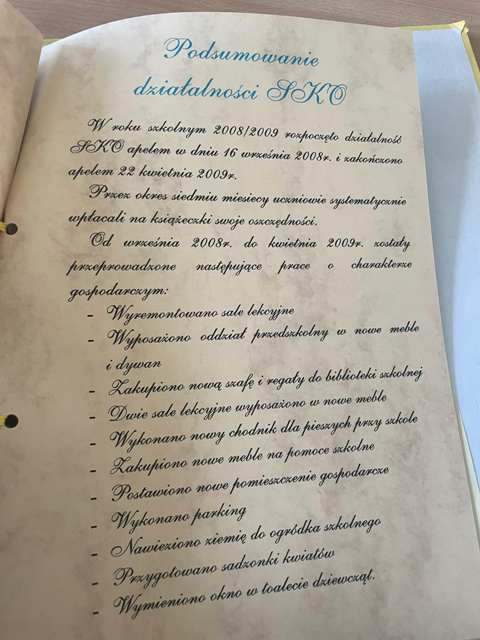 Podsumowanie
działalności SKO
W roku szkolnym 2008/2009 rozpoczęto działalność
SKO apelem w dniu 16 września 2008r. i zakończono
apelem 22 kwietnia 2009r.
Przez okres siedmiu miesięcy uczniowie systematycznie
wpłacali na książeczki swoje oszczędności.
Od września 2008r. do kwietnia 2009r. zostały
przeprowadzone następujące prace o charakterze
gospodarczym:
- Wyremontowano sale lekcyjne
- Wyposażono oddział przedszkolny w nowe meble
i dywan
- Zakupiono nową szafę i regały do biblioteki szkolnej
- Dwie sale lekcyjne wyposażono w nowe meble
- Wykonano nowy chodnik dla pieszych przy szkole
- Zakupiono nowe meble na pomoce szkolne
- Postawiono nowe pomieszczenie gospodarcze
- Wykonano parking
- Nawieziono ziemię do ogródka szkolnego
- Przygotowano sadzonki kwiatów
- Wymieniono okno w toalecie dziewcząt.